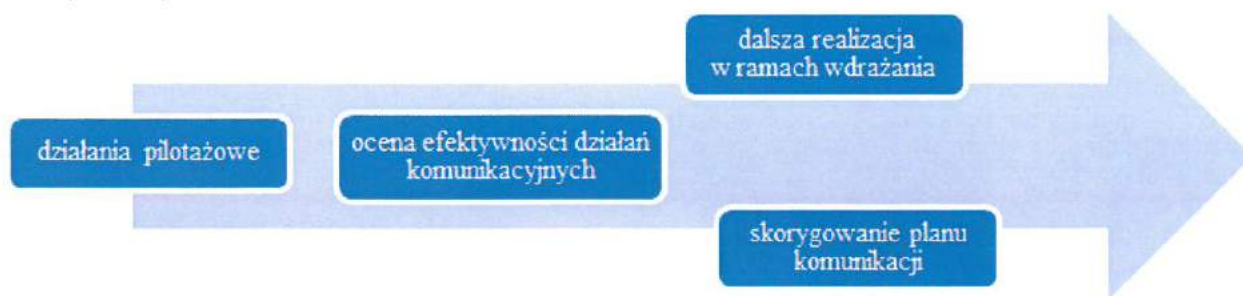 działania pilotażowe
ocena efektywności działań
komunikacyjnych
dalsza realizacja
w ramach wdrażania
skorygowanie planu
komunikacji